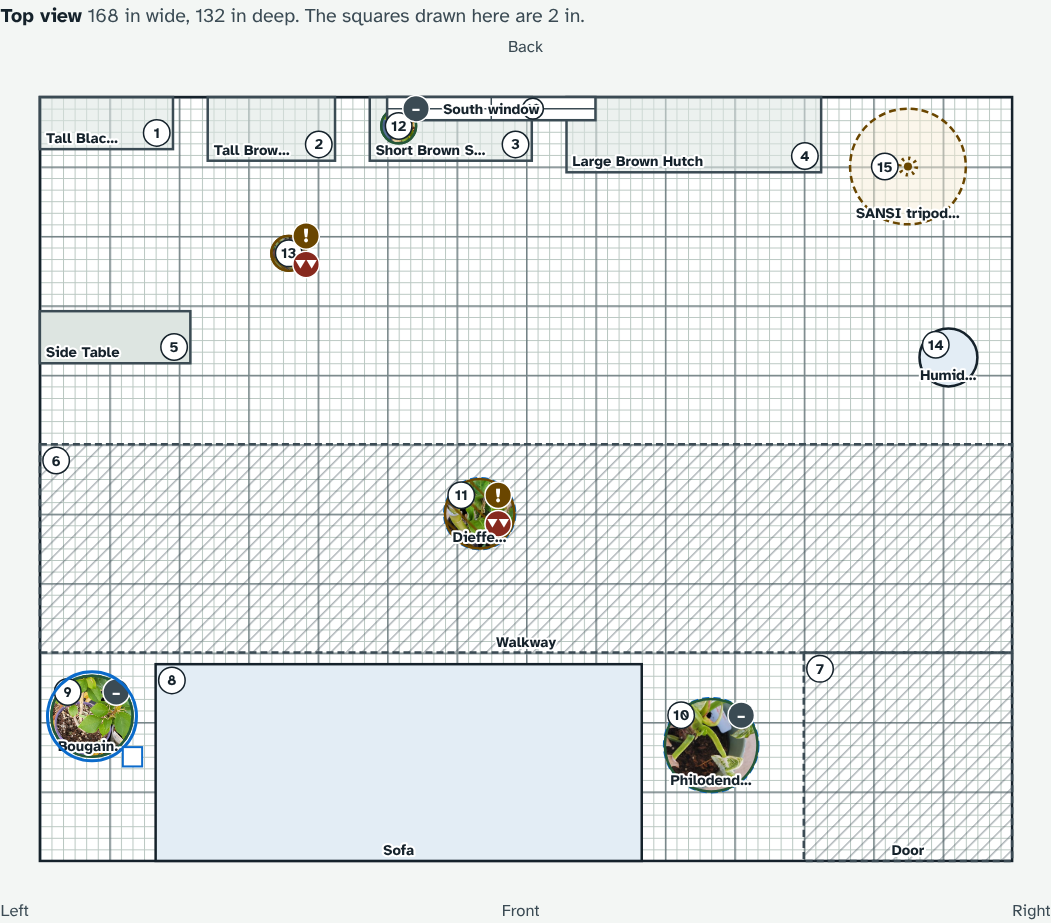 Top view 168 in wide, 132 in deep. The squares drawn here are 2 in.
Back
South window
Tall Blac...
1
Tall Brow...
2
12
Short Brown S...
3
Large Brown Hutch
4
15
SANSI tripod...
13
!
Side Table
5
14
Humid...
6
11
!
Dieffe...
Walkway
7
8
9
–
Bougain.
10
–
Philodend...
Sofa
Door
Left
Front
Right